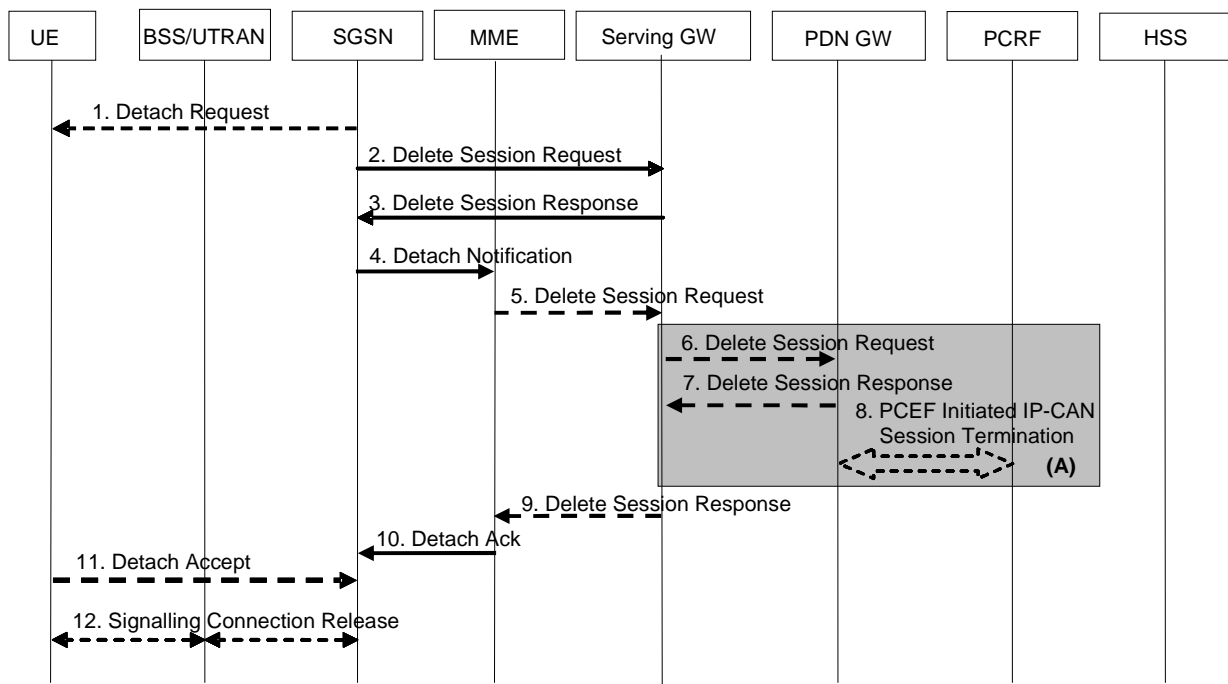 UE
BSS/UTRAN
SGSN
MME
Serving GW
PDN GW
PCRF
HSS
1. Detach Request
2. Delete Session Request
3. Delete Session Response
4. Detach Notification
5. Delete Session Request
6. Delete Session Request
7. Delete Session Response
8. PCEF Initiated IP-CAN
Session Termination
(A)
9. Delete Session Response
10. Detach Ack
11. Detach Accept
12. Signalling Connection Release